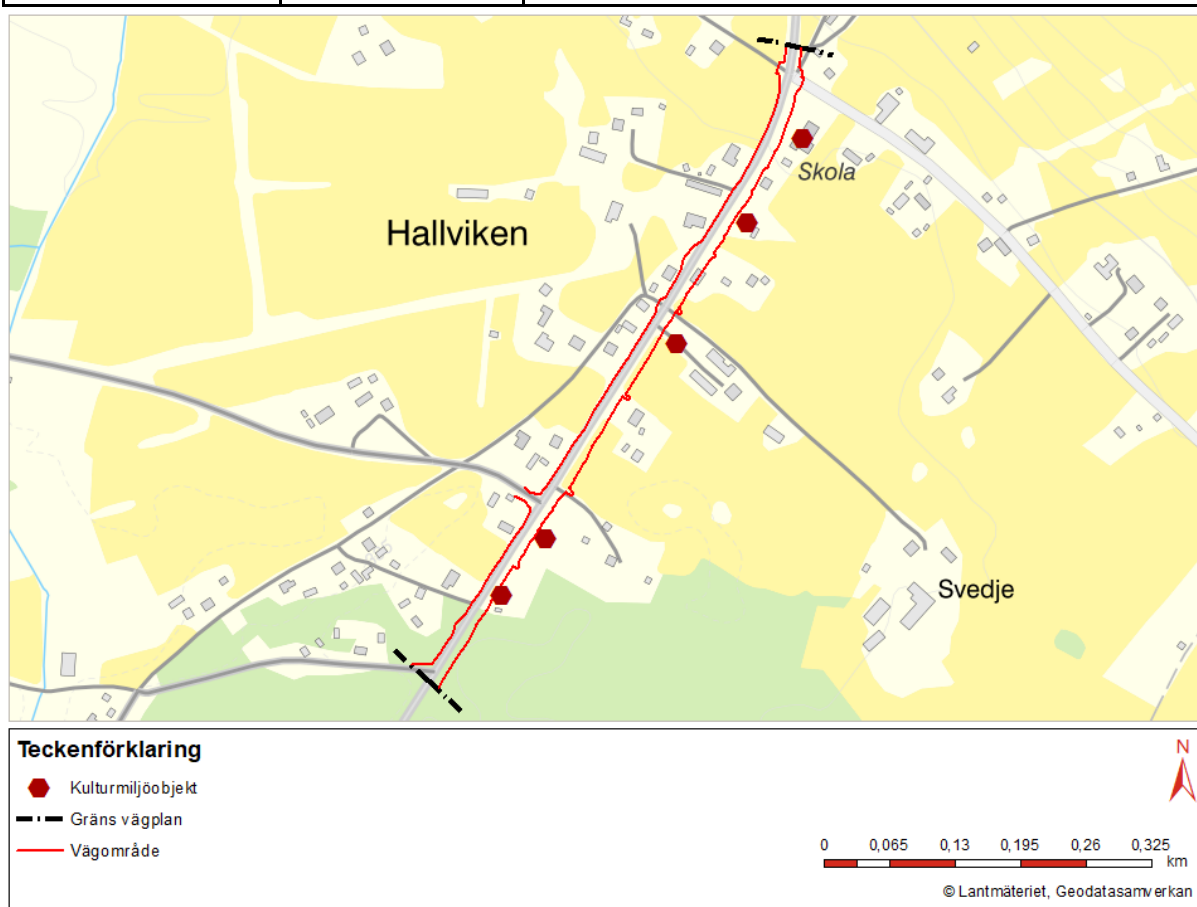 Skola
Hallviken
Svedje
Teckenförklaring
Kulturmiljöobjekt
Gräns vägplan
Vägområde
N
0 0,065 0,13 0,195 0,26 0,325
km
© Lantmäteriet, Geodatasamverkan